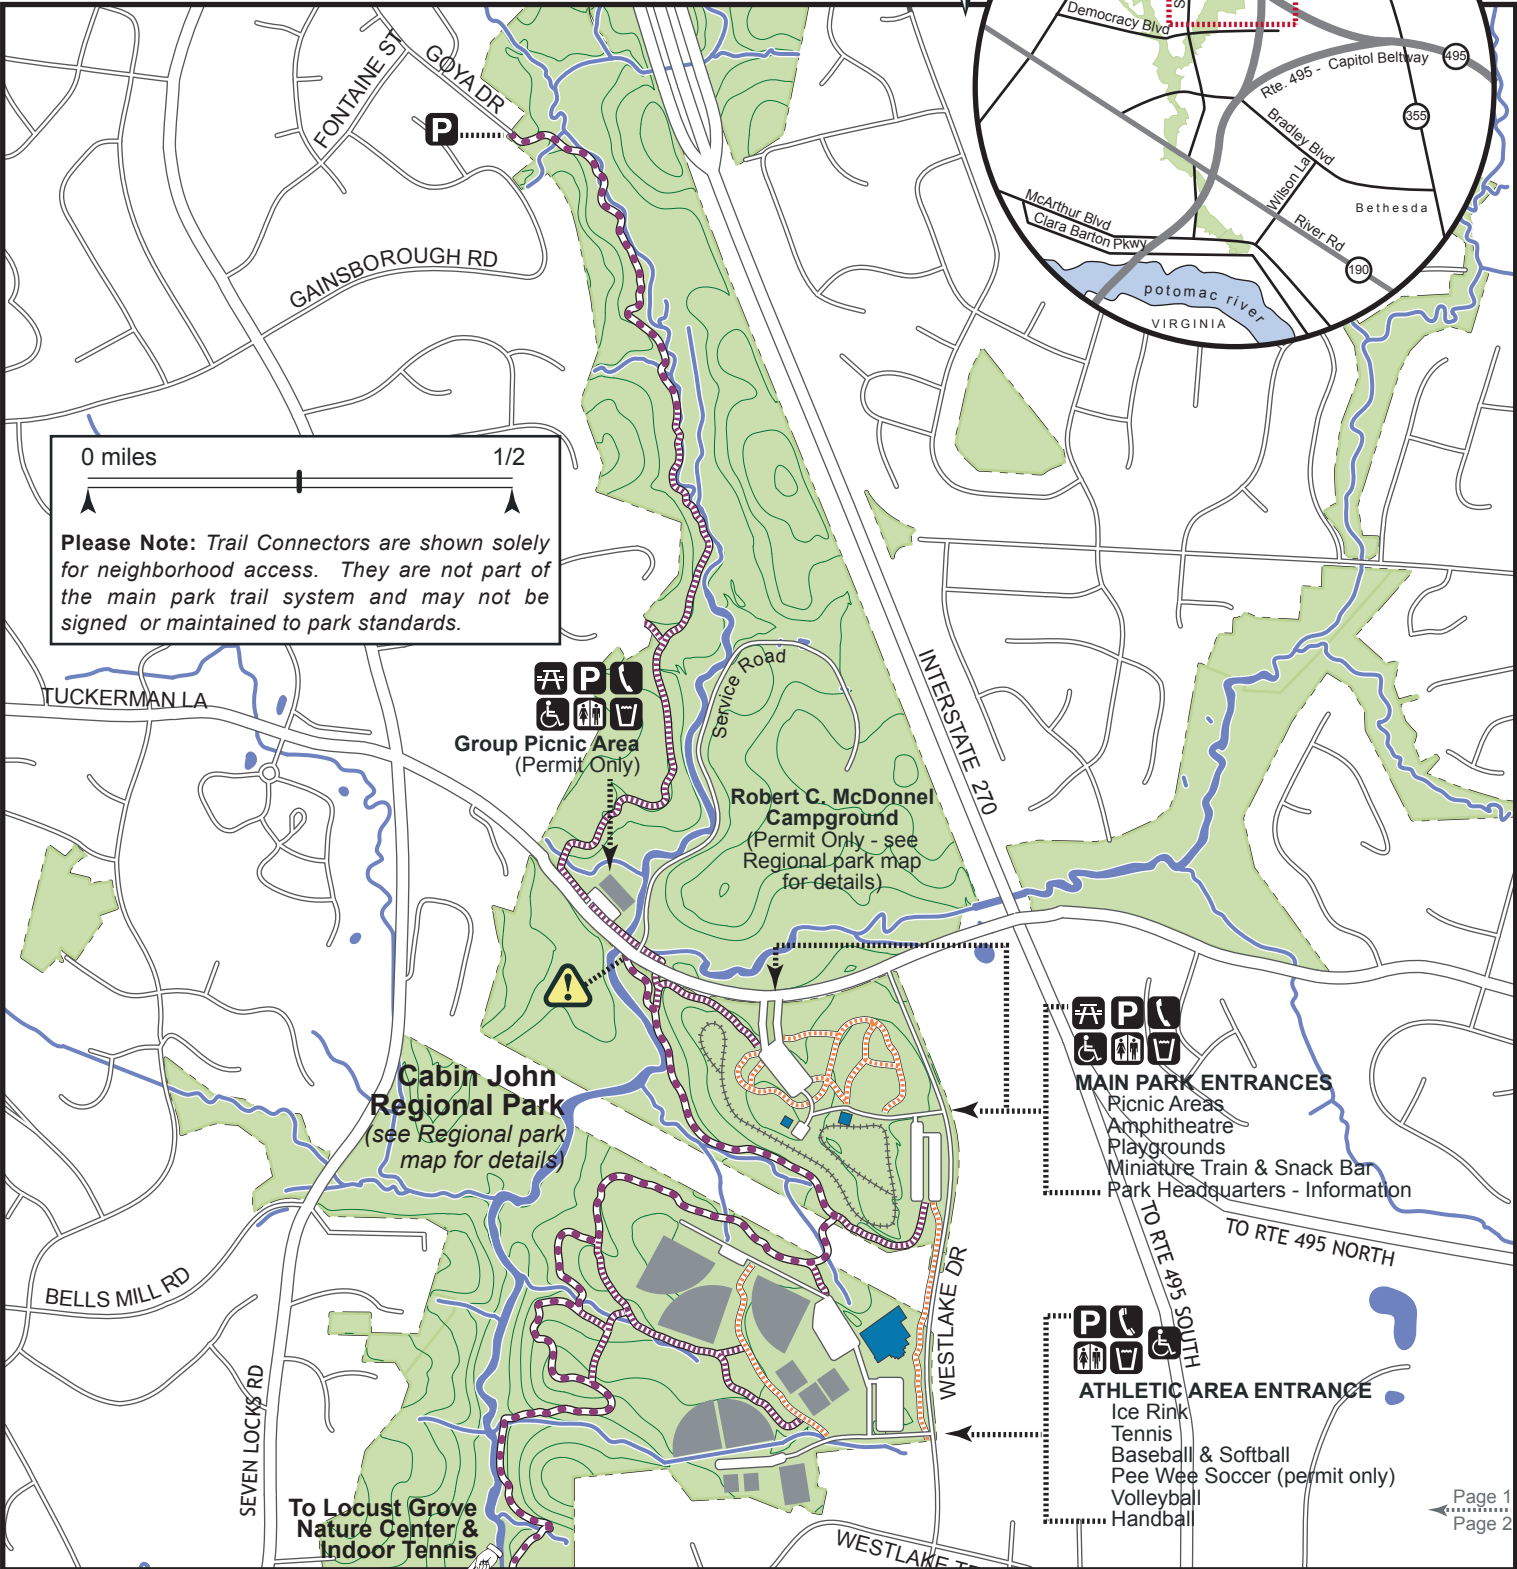 Democracy Blvd
S
Rte. 495 - Capitol Beltway
495
355
Bradley Blvd
Wilson La
Bethesda
McArthur Blvd
Clara Barton Pkwy
River Rd
190
potomac river
VIRGINIA
FONTAINE ST
GOYA DR
P
GAINSBOROUGH RD
0 miles
1/2
Please Note: Trail Connectors are shown solely
for neighborhood access. They are not part of
the main park trail system and may not be
signed or maintained to park standards.
TUCKERMAN LA
P
Group Picnic Area
(Permit Only)
Service Road
INTERSTATE 270
Robert C. McDonnel
Campground
(Permit Only - see
Regional park map
for details)
!
Cabin John
Regional Park
(see Regional park
map for details)
P
MAIN PARK ENTRANCES
Picnic Areas
Amphitheatre
Playgrounds
Miniature Train & Snack Bar
Park Headquarters - Information
TO RTE 495 SOUTH
TO RTE 495 NORTH
BELLS MILL RD
SEVEN LOCKS RD
WESTLAKE DR
P
ATHLETIC AREA ENTRANCE
Ice Rink
Tennis
Baseball & Softball
Pee Wee Soccer (permit only)
Volleyball
Handball
To Locust Grove
Nature Center &
Indoor Tennis
WESTLAKE
Page 1
Page 2